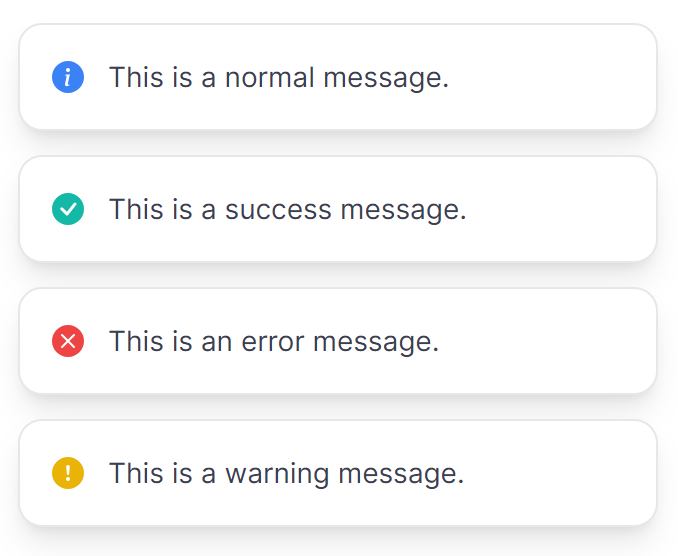 This is a normal message.
This is a success message.
This is an error message.
This is a warning message.